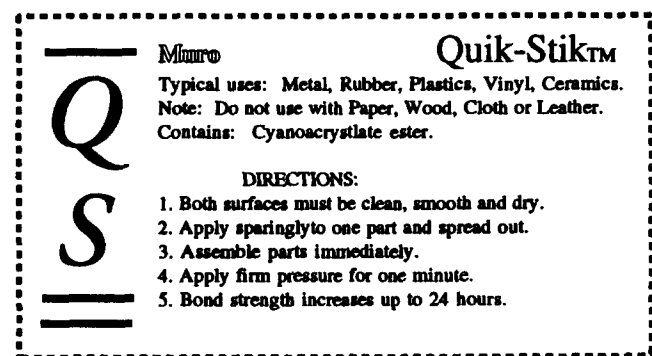 Munro
Quik-Stik™
Typical uses: Metal, Rubber, Plastics, Vinyl, Ceramics.
Note: Do not use with Paper, Wood, Cloth or Leather.
Contains: Cyanoacrystlate ester.
Q
S
DIRECTIONS:
1. Both surfaces must be clean, smooth and dry.
2. Apply sparinglyto one part and spread out.
3. Assemble parts immediately.
4. Apply firm pressure for one minute.
5. Bond strength increases up to 24 hours.